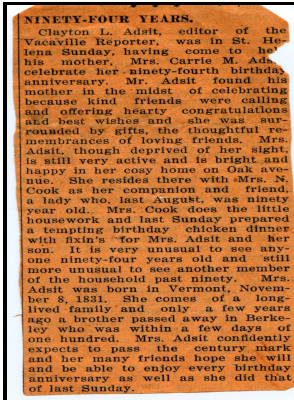 NINETY-FOUR YEARS.
Clayton L. Adsit, editor of the
Vacaville Reporter, was in St. He-
lena Sunday, having come to hel
his mother, Mrs. Carrie M. Ads
celebrate her ninety-fourth birthday
anniversary. Mr. Adsit found his
mother in the midst of celebrating
because kind friends were calling
and offering hearty congratulations
and best wishes and she was sur-
rounded by gifts, the thoughtful re-
membrances of loving friends. Mrs.
Adsit, though deprived of her sight,
is still very active and is bright and
happy in her cosy home on Oak ave-
nue. She resides there with Mrs. N.
Cook as her companion and friend,
a lady who, last August, was ninety
year old. Mrs. Cook does the little
housework and last Sunday prepared
a tempting birthday chicken dinner
with fixin's for Mrs. Adsit and her
son. It is very unusual to see any-
one ninety-four years old and still
more unusual to see another member
of the household past ninety. Mrs.
Adsit was born in Vermont, Novem-
ber 8, 1831. She comes of a long-
lived family and only a few years
ago a brother passed away in Berke-
ley who was within a few days of
one hundred. Mrs. Adsit confidently
expects to pass the century mark
and her many friends hope she will
and be able to enjoy every birthday
anniversary as well as she did that
of last Sunday.